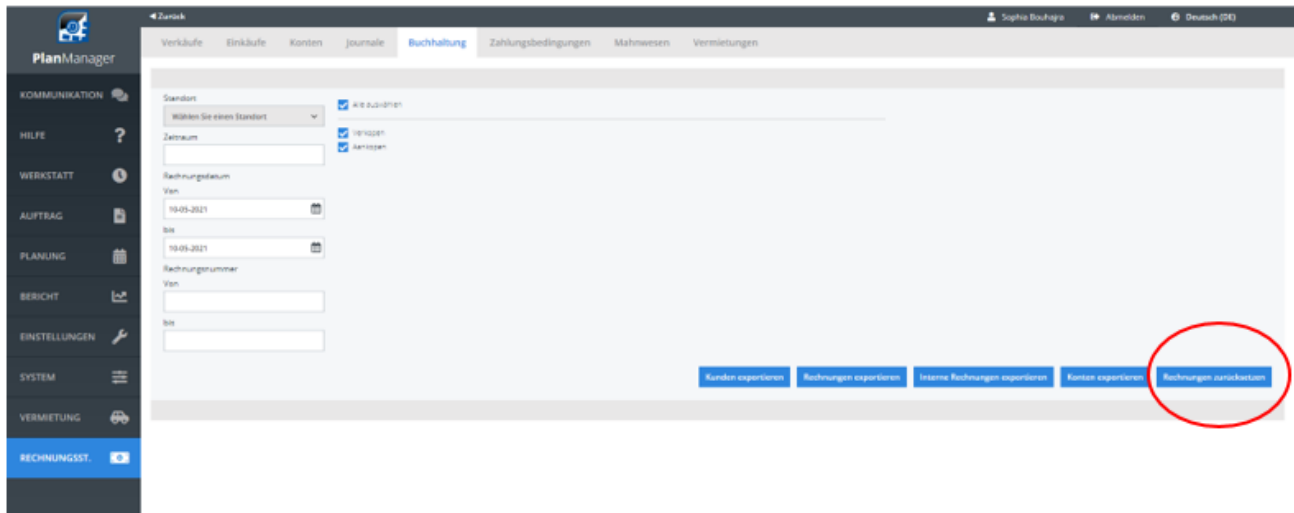 Zurück
Sophia Bouhajra
Abmelden
Deutsch (DE)
PlanManager
Verkäufe
Einkäufe
Konten
Journale
Buchhaltung
Zahlungsbedingungen
Mahnwesen
Vermietungen
KOMMUNIKATION
HILFE
WERKSTATT
AUFTRAG
PLANUNG
BERICHT
EINSTELLUNGEN
SYSTEM
VERMIETUNG
RECHNUNGSST.
Standort
Wählen Sie einen Standort
Zeitraum
Rechnungsdatum
Von
10-05-2021
bis
10-05-2021
Rechnungsnummer
Von
bis
Alle auswählen
Verkopen
Aankopen
Kunden exportieren
Rechnungen exportieren
Interne Rechnungen exportieren
Konten exportieren
Rechnungen zurücksetzen